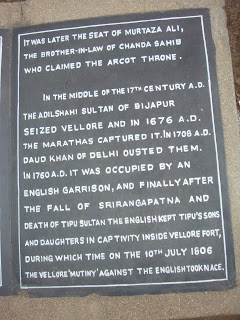 IT WAS LATER THE SEAT OF MURTAZA ALI,
THE BROTHER-IN-LAW OF CHANDA SAHIB
WHO CLAIMED THE ARCOT THRONE.
IN THE MIDDLE OF THE 17TH CENTURY A.D.
THE ADILSHAHI SULTAN OF BIJAPUR
SEIZED VELLORE AND IN 1676 A.D.
THE MARATHAS CAPTURED IT. IN 1708 A.D.
DAUD KHAN OF DELHI OUSTED THEM.
IN 1760 A.D. IT WAS OCCUPIED BY AN
ENGLISH GARRISON, AND FINALLY AFTER
THE FALL OF SRIRANGAPATNA AND
DEATH OF TIPU SULTAN THE ENGLISH KEPT TIPU'S SONS
AND DAUGHTERS IN CAPTIVITY INSIDE VELLORE FORT,
DURING WHICH TIME ON THE 10TH JULY 1806
THE VELLORE 'MUTINY' AGAINST THE ENGLISH TOOK PLACE.